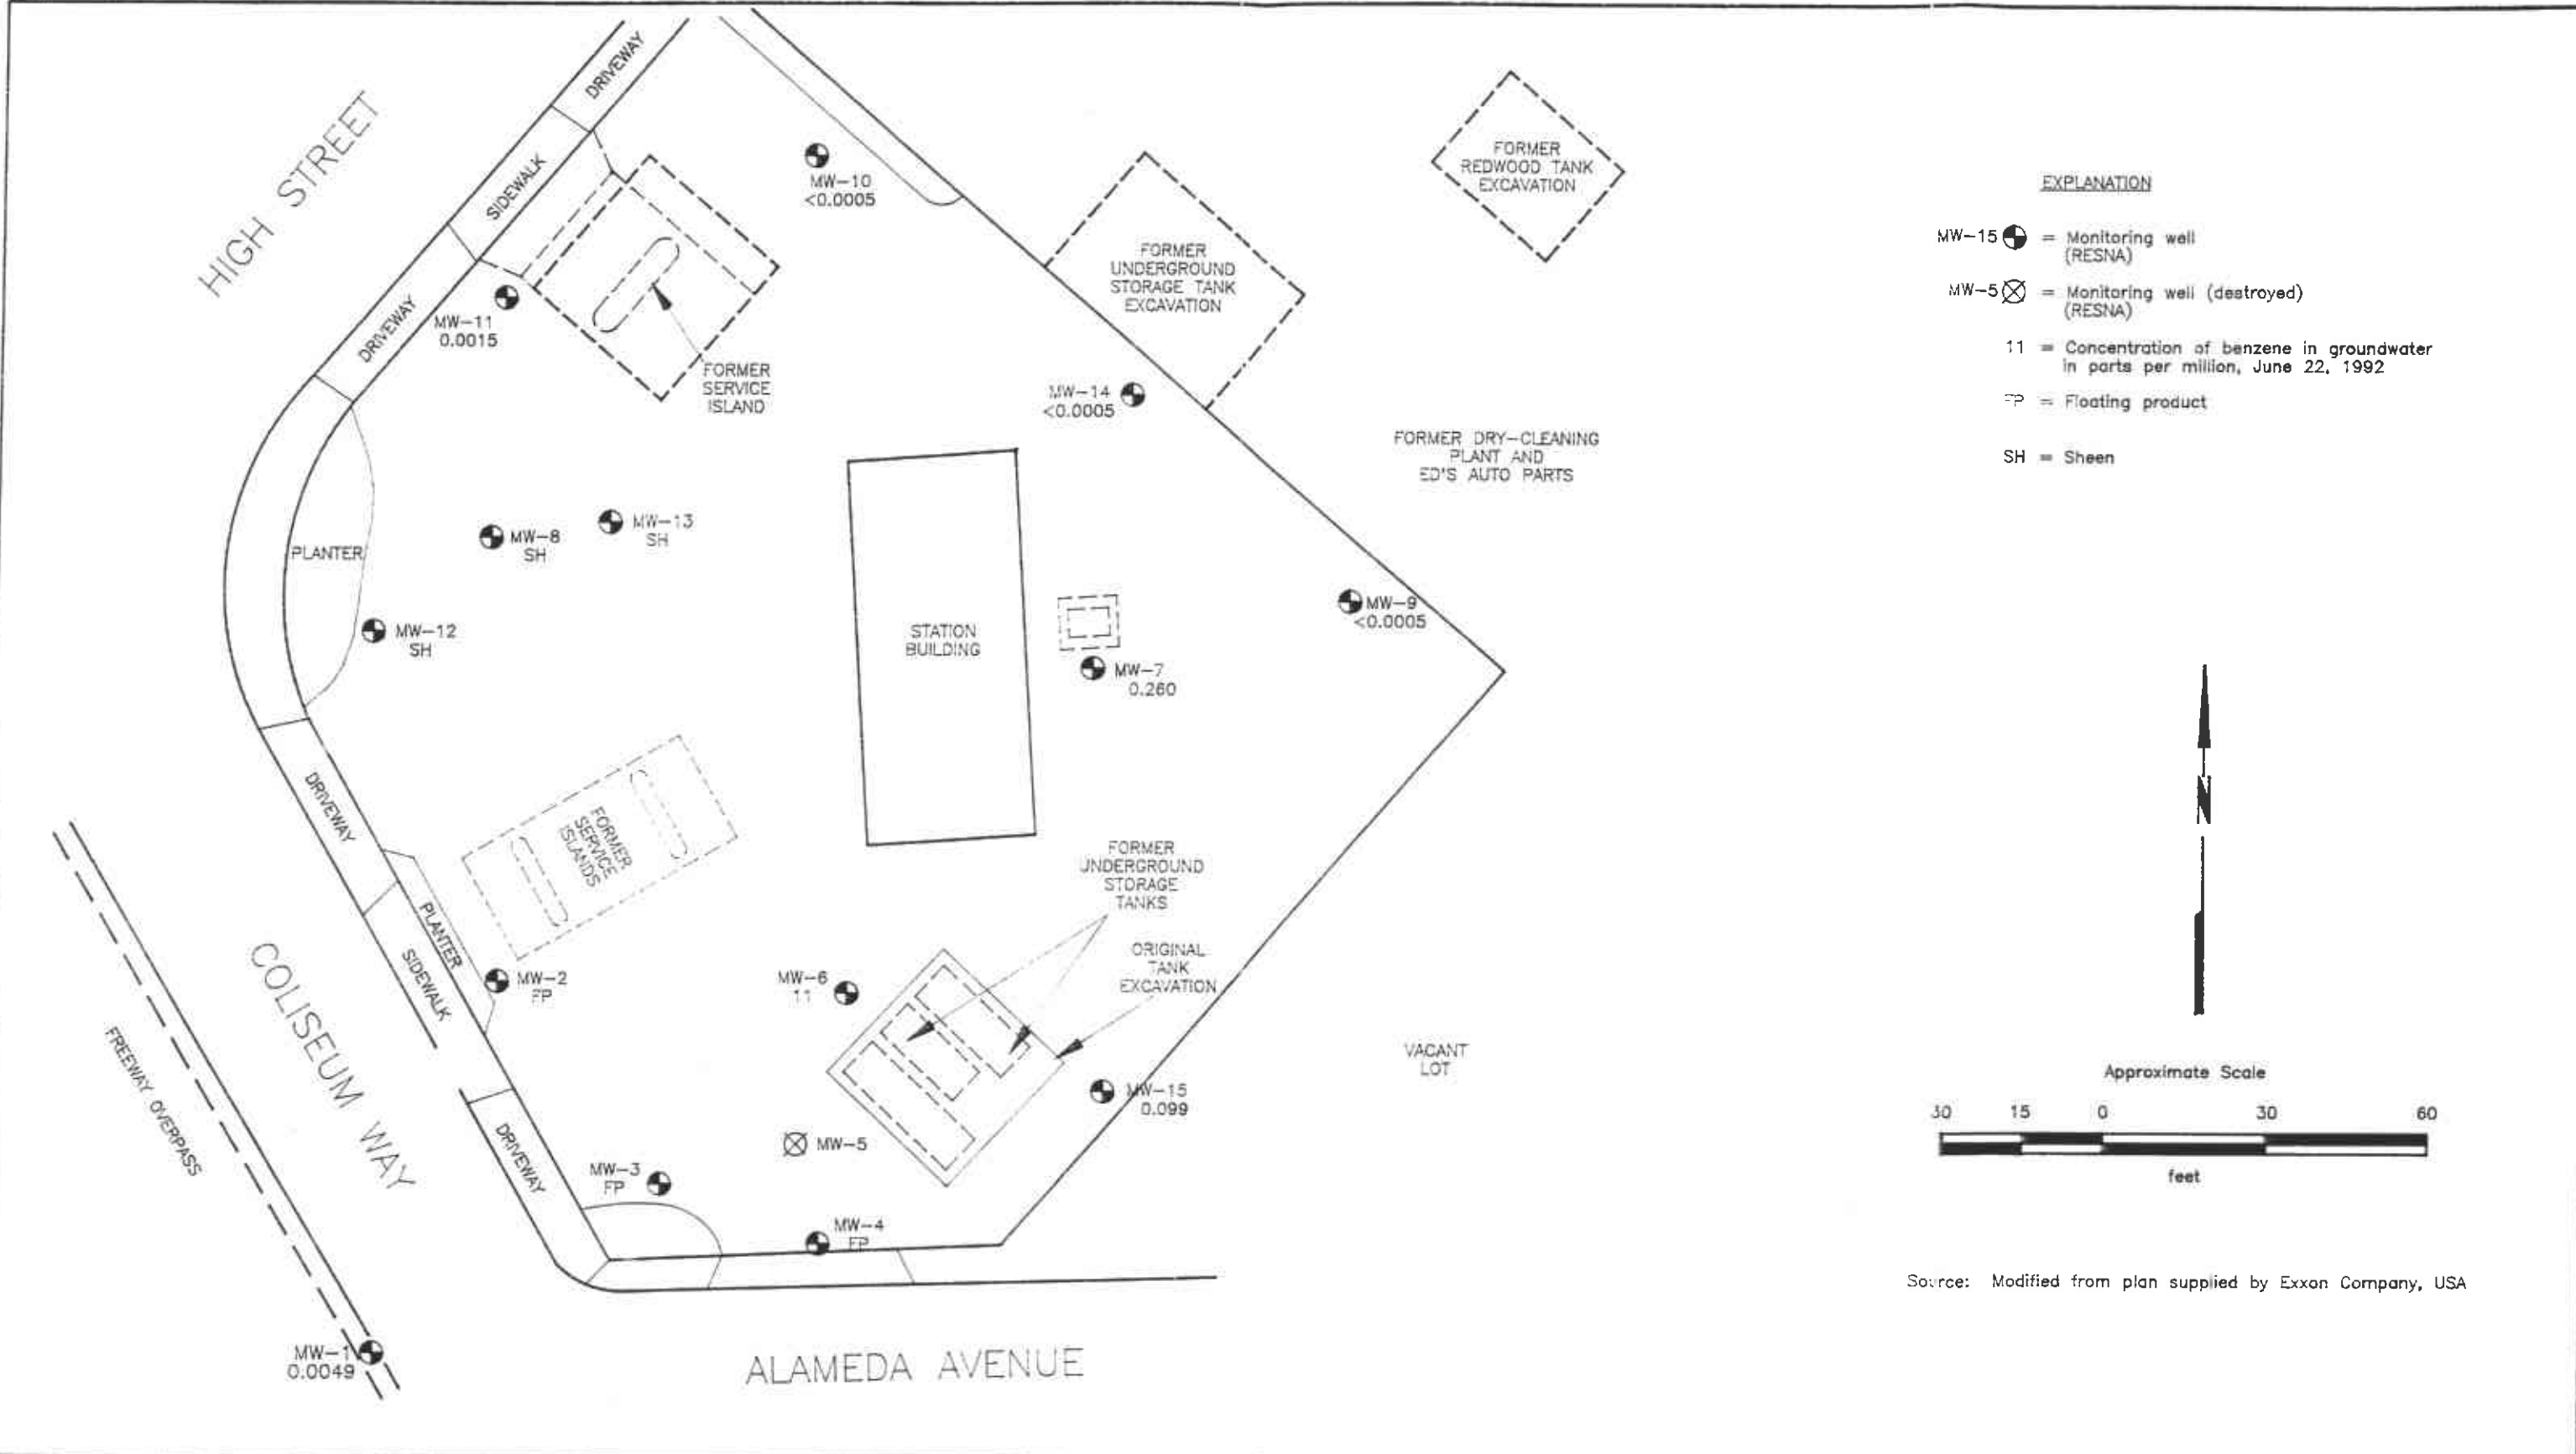 HIGH STREET
DRIVEWAY
SIDEWALK
DRIVEWAY
MW-10
<0.0005
MW-11
0.0015
FORMER
SERVICE
ISLAND
FORMER
UNDERGROUND
STORAGE TANK
EXCAVATION
FORMER
REDWOOD TANK
EXCAVATION
MW-14
<0.0005
FORMER DRY-CLEANING
PLANT AND
ED'S AUTO PARTS
PLANTER
MW-8
SH
MW-13
SH
MW-12
SH
STATION
BUILDING
MW-9
<0.0005
MW-7
0.260
DRIVEWAY
FORMER
SERVICE
ISLANDS
PLANTER
SIDEWALK
MW-2
FP
FORMER
UNDERGROUND
STORAGE
TANKS
ORIGINAL
TANK
EXCAVATION
MW-6
11
MW-15
0.099
VACANT
LOT
MW-5
MW-3
FP
MW-4
FP
DRIVEWAY
COLISEUM WAY
FREEWAY OVERPASS
MW-1
0.0049
ALAMEDA AVENUE
EXPLANATION
MW-15 = Monitoring well
(RESNA)
MW-5 = Monitoring well (destroyed)
(RESNA)
11 = Concentration of benzene in groundwater
in parts per million, June 22, 1992
FP = Floating product
SH = Sheen
N
Approximate Scale
30 15 0 30 60
feet
Source: Modified from plan supplied by Exxon Company, USA